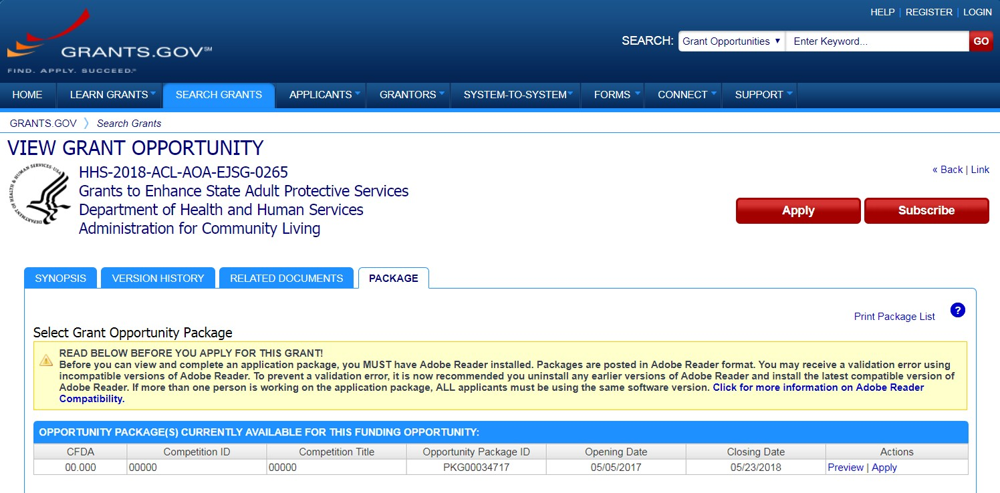 HELP | REGISTER | LOGIN
GRANTS.GOV℠
FIND. APPLY. SUCCEED.℠
SEARCH: Grant Opportunities ▼ Enter Keyword... GO
HOME LEARN GRANTS SEARCH GRANTS APPLICANTS GRANTORS SYSTEM-TO-SYSTEM FORMS CONNECT SUPPORT
GRANTS.GOV 〉 Search Grants
VIEW GRANT OPPORTUNITY
DEPARTMENT OF HEALTH & HUMAN SERVICES·USA
HHS-2018-ACL-AOA-EJSG-0265
Grants to Enhance State Adult Protective Services
Department of Health and Human Services
Administration for Community Living
« Back | Link
Apply Subscribe
SYNOPSIS VERSION HISTORY RELATED DOCUMENTS PACKAGE
Print Package List ?
Select Grant Opportunity Package
READ BELOW BEFORE YOU APPLY FOR THIS GRANT!
Before you can view and complete an application package, you MUST have Adobe Reader installed. Packages are posted in Adobe Reader format. You may receive a validation error using
incompatible versions of Adobe Reader. To prevent a validation error, it is now recommended you uninstall any earlier versions of Adobe Reader and install the latest compatible version of
Adobe Reader. If more than one person is working on the application package, ALL applicants must be using the same software version. Click for more information on Adobe Reader
Compatibility.
OPPORTUNITY PACKAGE(S) CURRENTLY AVAILABLE FOR THIS FUNDING OPPORTUNITY:
CFDA Competition ID Competition Title Opportunity Package ID Opening Date Closing Date Actions
00.000 00000 00000 PKG00034717 05/05/2017 05/23/2018 Preview | Apply